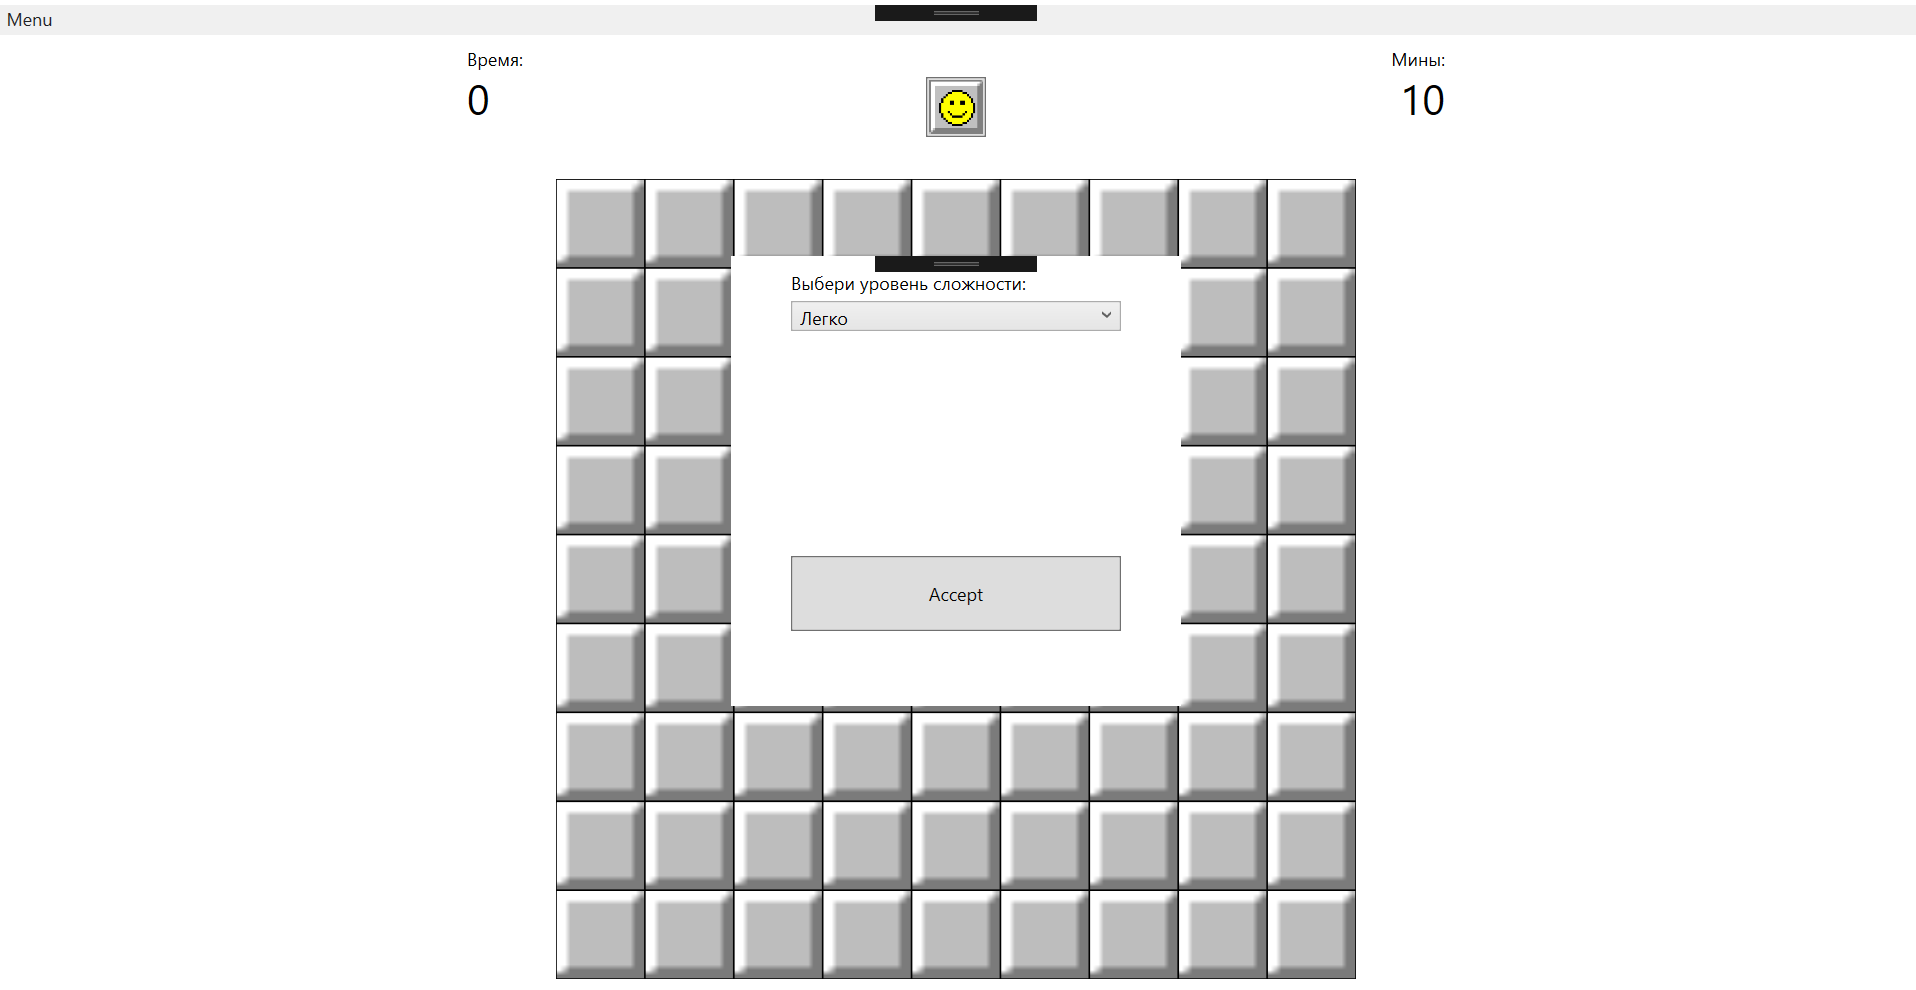 Menu
Время:
0
Мины:
10
Выбери уровень сложности:
Легко
Accept